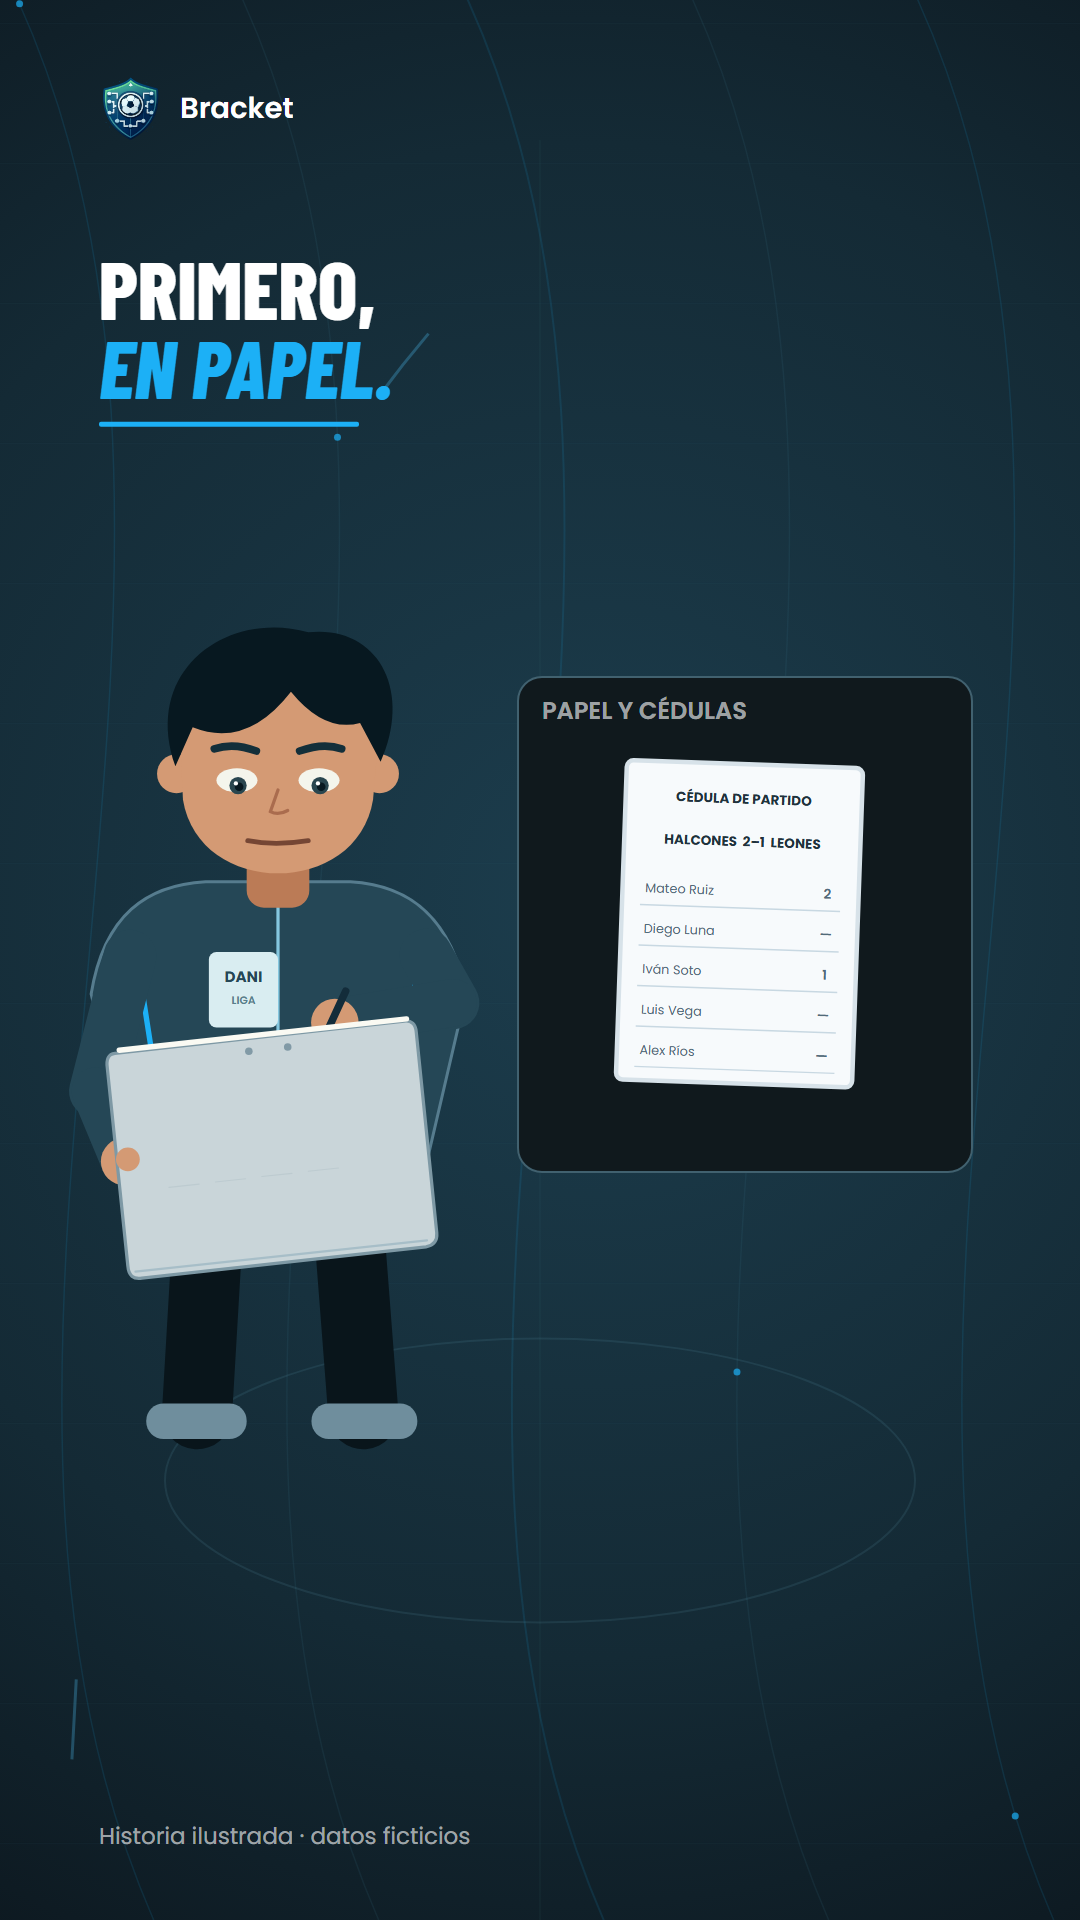 Bracket
PRIMERO,
EN PAPEL.
PAPEL Y CÉDULAS
CÉDULA DE PARTIDO
HALCONES 2–1 LEONES
Mateo Ruiz 2
Diego Luna —
Iván Soto 1
Luis Vega —
Alex Ríos —
DANI
LIGA
Historia ilustrada · datos ficticios